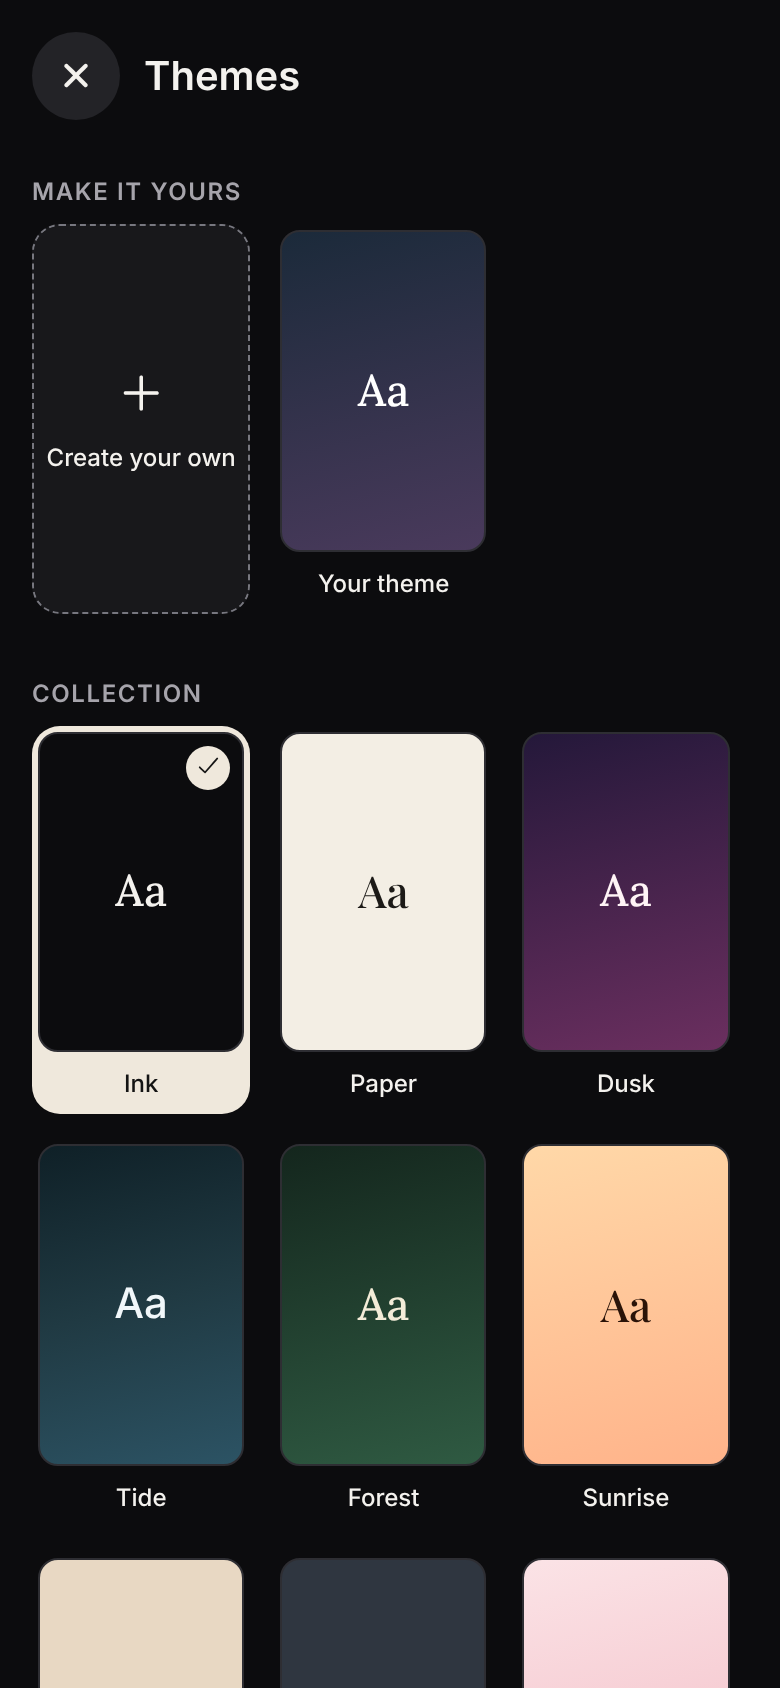 Themes
MAKE IT YOURS
Create your own
Aa
Your theme
COLLECTION
Aa
Aa
Aa
Ink
Paper
Dusk
Aa
Aa
Aa
Tide
Forest
Sunrise